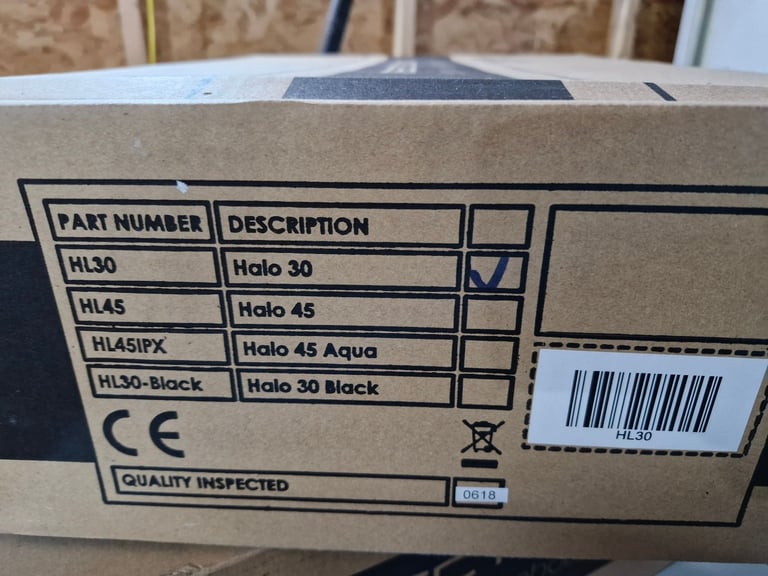 PART NUMBER DESCRIPTION
HL30 Halo 30 ✓
HL45 Halo 45
HL45IPX Halo 45 Aqua
HL30-Black Halo 30 Black
CE
HL30
QUALITY INSPECTED 0618